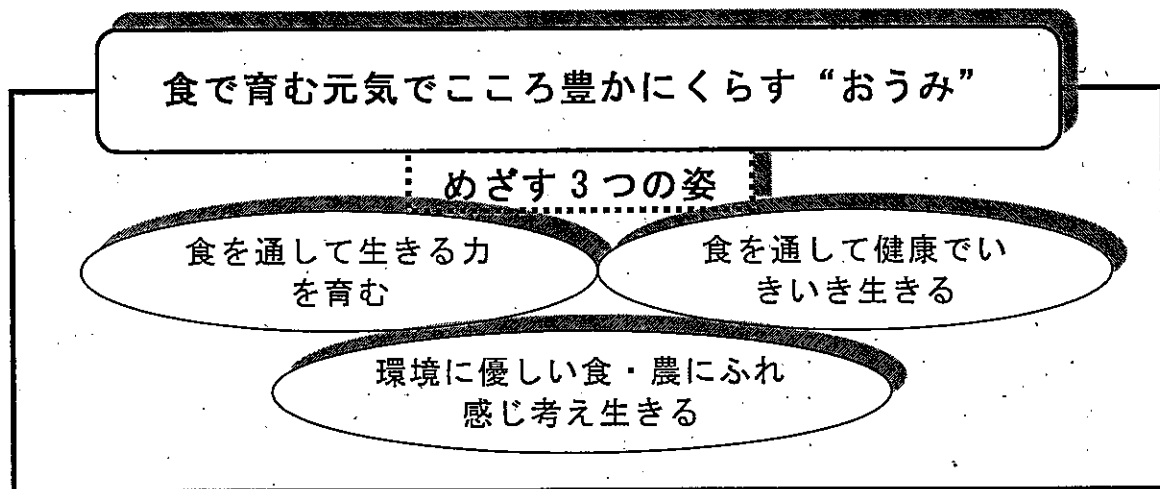 食で育む元気でこころ豊かにくらす“おうみ”
めざす3つの姿
食を通して生きる力
を育む
食を通して健康でい
きいき生きる
環境に優しい食・農にふれ
感じ考え生きる